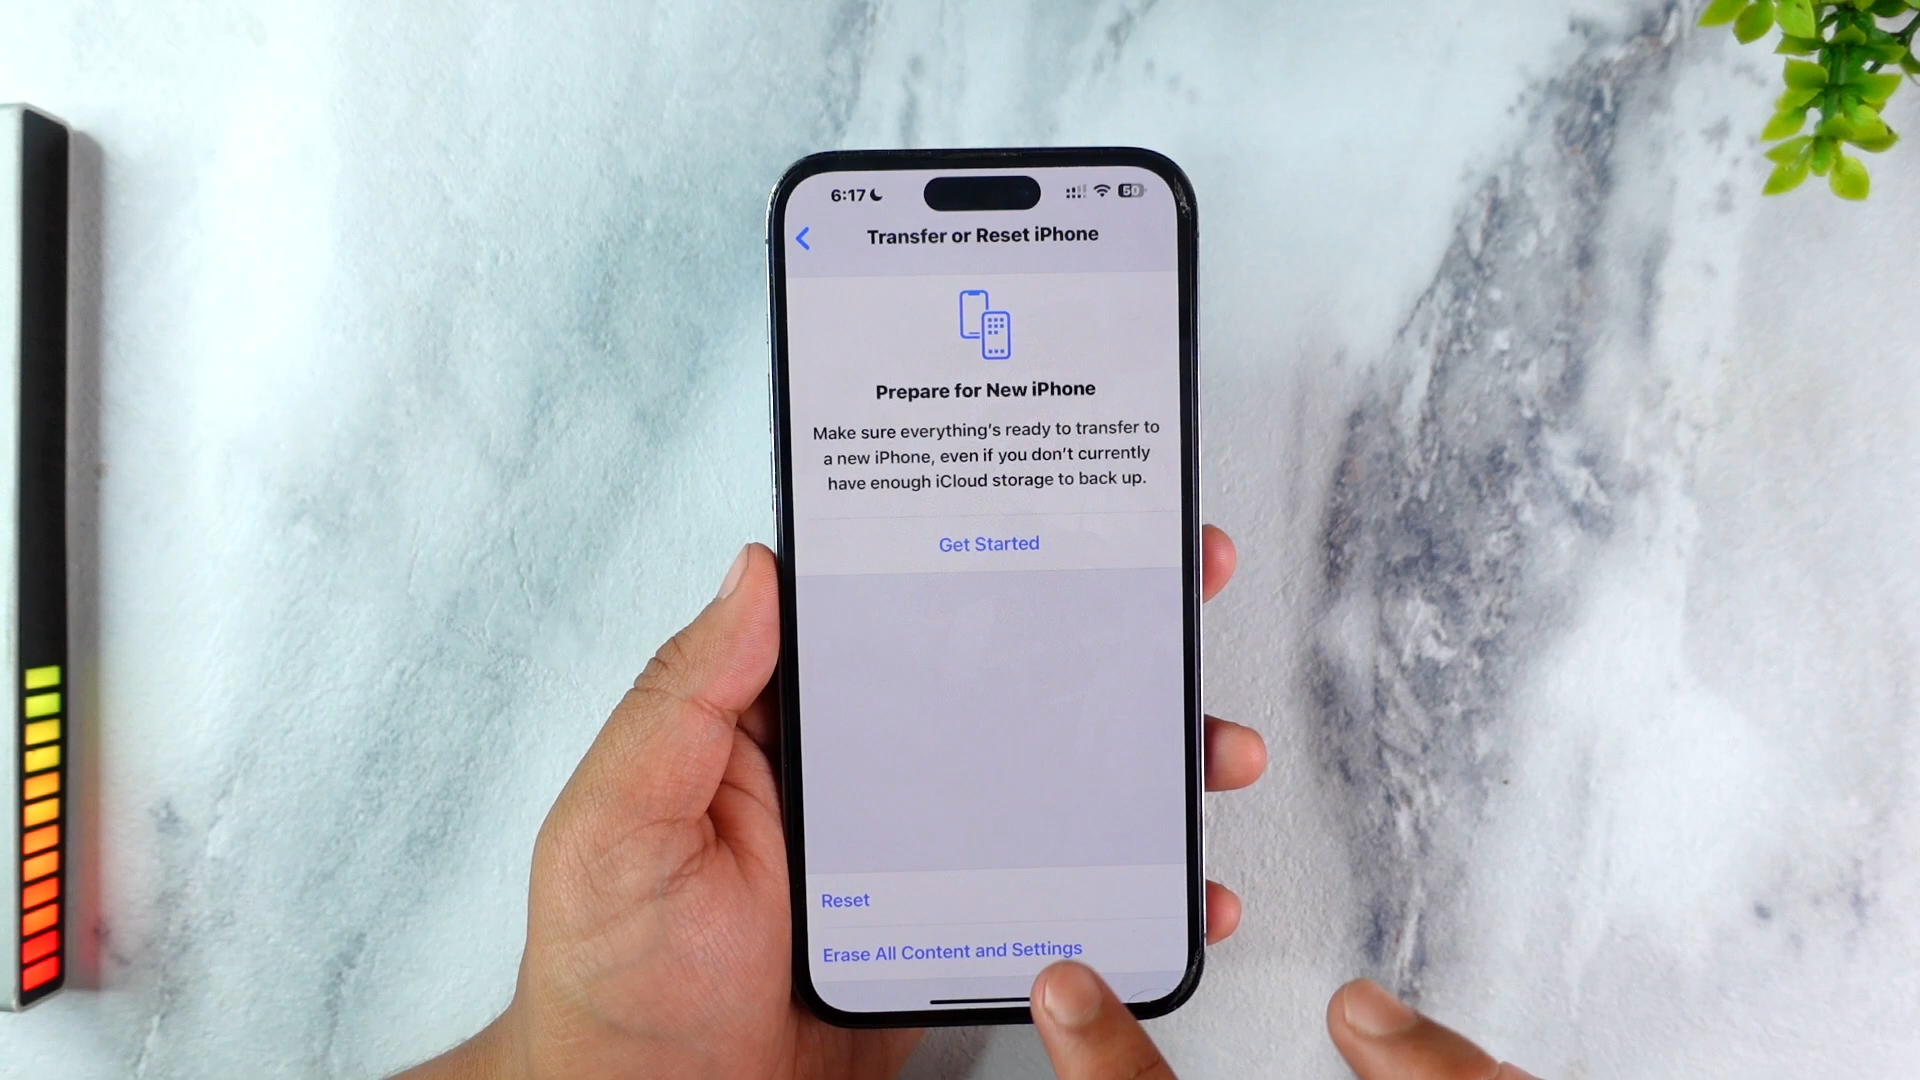 6:17
50
Transfer or Reset iPhone
Prepare for New iPhone
Make sure everything's ready to transfer to
a new iPhone, even if you don't currently
have enough iCloud storage to back up.
Get Started
Reset
Erase All Content and Settings